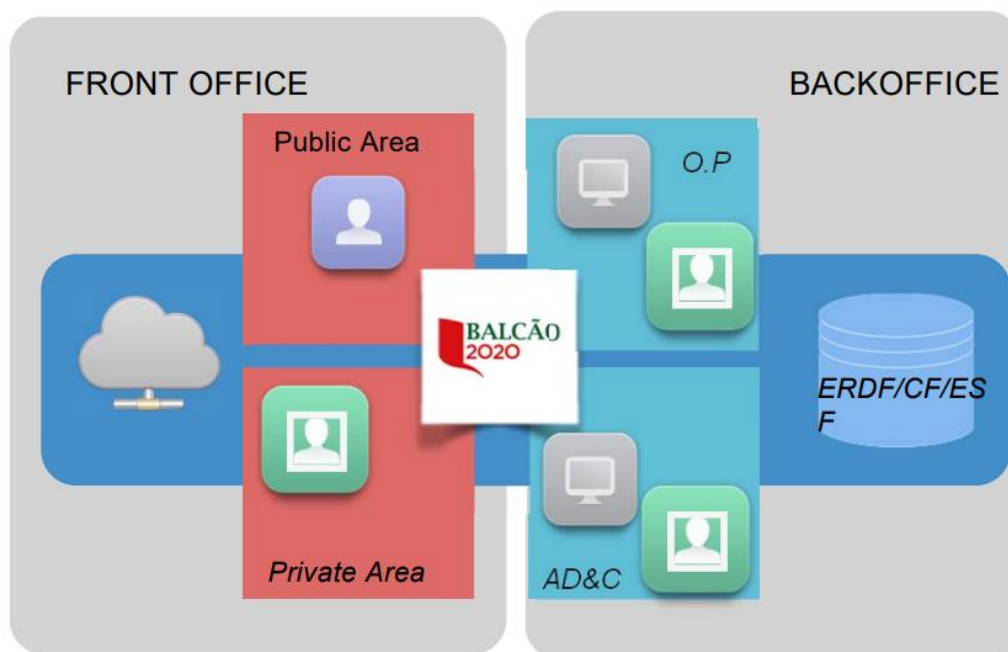 FRONT OFFICE
Public Area
Private Area
BALCÃO
2020
BACKOFFICE
O.P
AD&C
ERDF/CF/ES
F